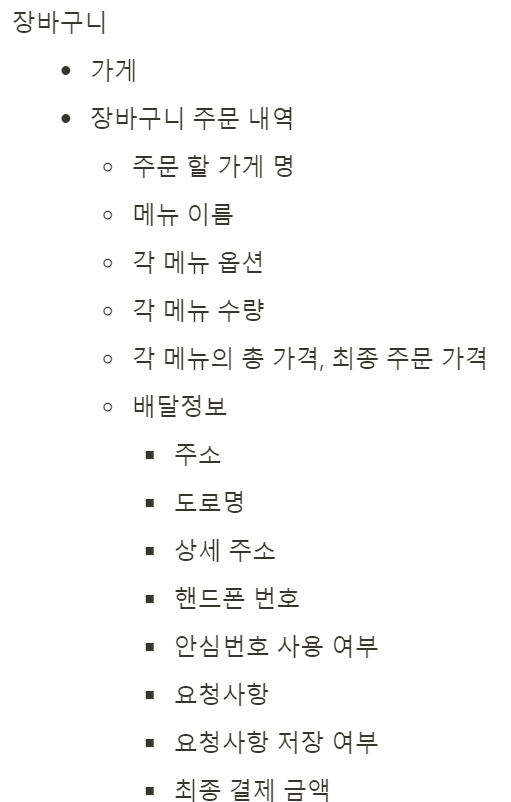 장바구니
가게
장바구니 주문 내역
주문 할 가게 명
메뉴 이름
각 메뉴 옵션
각 메뉴 수량
각 메뉴의 총 가격, 최종 주문 가격
배달정보
주소
도로명
상세 주소
핸드폰 번호
안심번호 사용 여부
요청사항
요청사항 저장 여부
최종 결제 금액